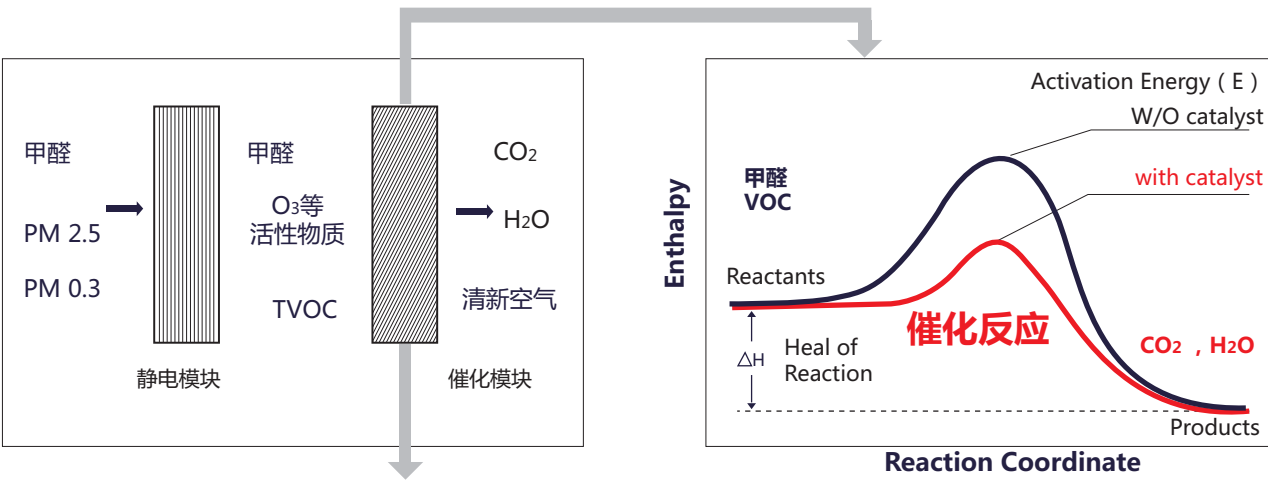 甲醛
PM 2.5
PM 0.3
静电模块
甲醛
O₃等
活性物质
TVOC
CO₂
H₂O
清新空气
催化模块
Activation Energy ( E )
W/O catalyst
with catalyst
甲醛
VOC
Enthalpy
Reactants
催化反应
△H
Heal of
Reaction
CO₂ , H₂O
Products
Reaction Coordinate